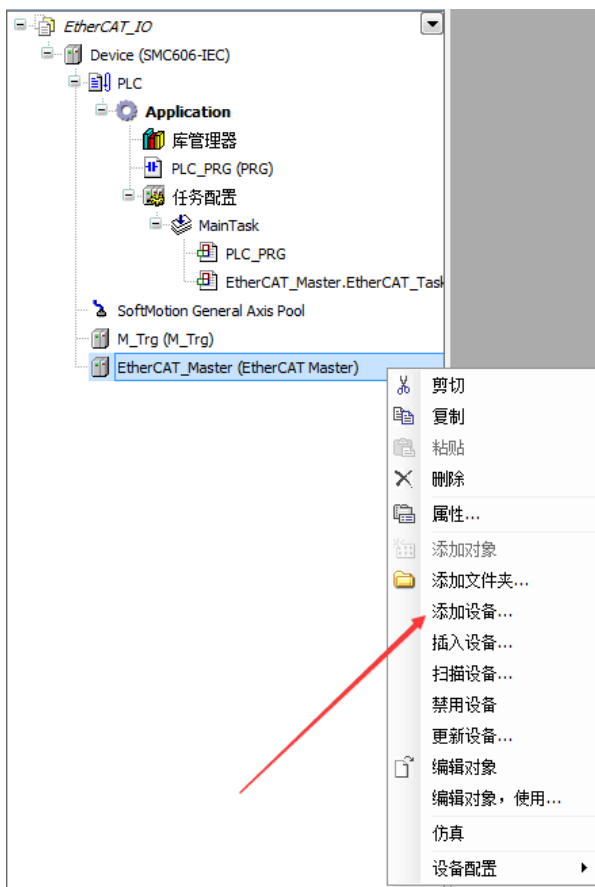 EtherCAT_IO
Device (SMC606-IEC)
PLC
Application
库管理器
PLC_PRG (PRG)
任务配置
MainTask
PLC_PRG
EtherCAT_Master.EtherCAT_Task
SoftMotion General Axis Pool
M_Trg (M_Trg)
EtherCAT_Master (EtherCAT Master)
剪切
复制
粘贴
删除
属性...
添加对象
添加文件夹...
添加设备...
插入设备...
扫描设备...
禁用设备
更新设备...
编辑对象
编辑对象，使用...
仿真
设备配置